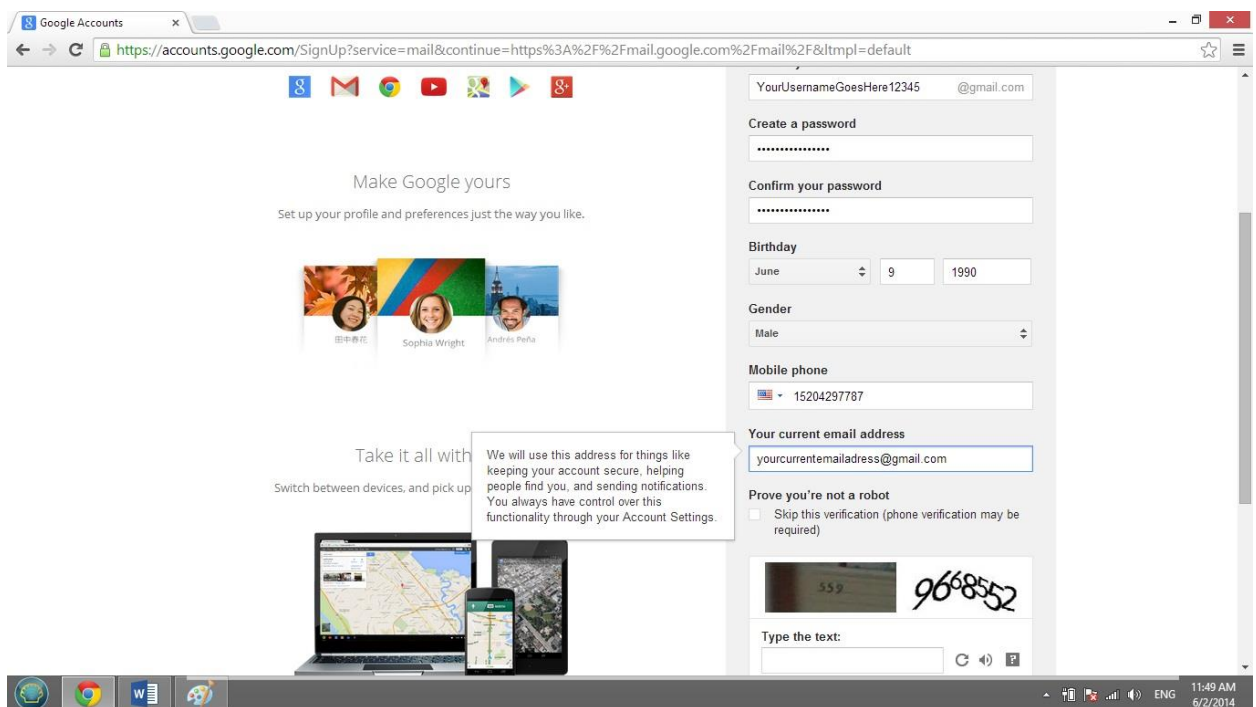 Google Accounts
https://accounts.google.com/SignUp?service=mail&continue=https%3A%2F%2Fmail.google.com%2Fmail%2F&ltmpl=default
Make Google yours
Set up your profile and preferences just the way you like.
田中春花
Sophia Wright
Andrés Peña
Take it all with
Switch between devices, and pick up
We will use this address for things like
keeping your account secure, helping
people find you, and sending notifications.
You always have control over this
functionality through your Account Settings.
YourUsernameGoesHere12345 @gmail.com
Create a password
Confirm your password
Birthday
June 9 1990
Gender
Male
Mobile phone
15204297787
Your current email address
yourcurrentemailadress@gmail.com
Prove you're not a robot
Skip this verification (phone verification may be
required)
559 9668552
Type the text:
ENG
11:49 AM
6/2/2014